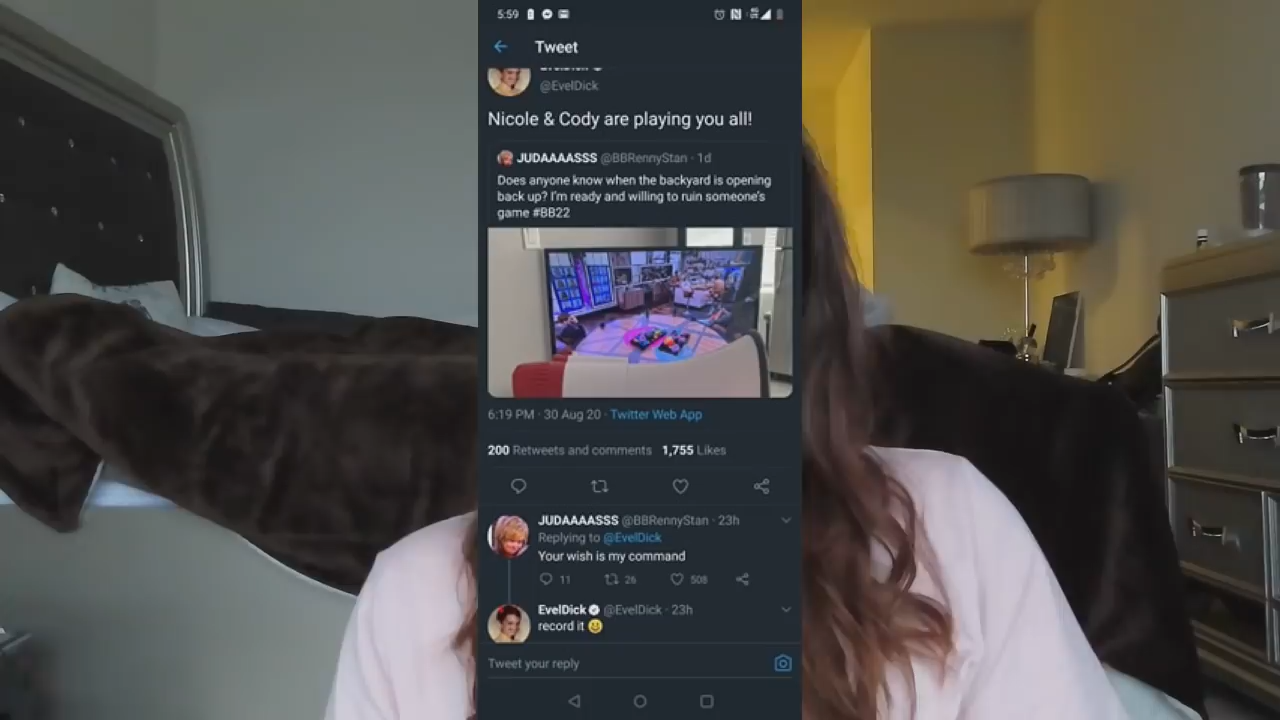 5:59
Tweet
@EvelDick
Nicole & Cody are playing you all!
JUDAAAASSS @BBRennyStan · 1d
Does anyone know when the backyard is opening
back up? I'm ready and willing to ruin someone's
game #BB22
6:19 PM · 30 Aug 20 · Twitter Web App
200 Retweets and comments 1,755 Likes
JUDAAAASSS @BBRennyStan · 23h
Replying to @EvelDick
Your wish is my command
11 26 508
EvelDick @EvelDick · 23h
record it
Tweet your reply